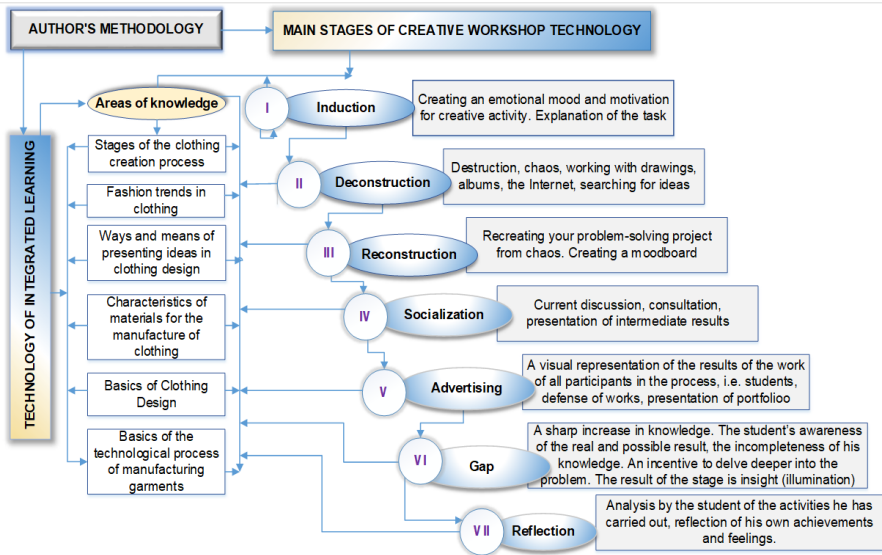 AUTHOR'S METHODOLOGY
MAIN STAGES OF CREATIVE WORKSHOP TECHNOLOGY
TECHNOLOGY OF INTEGRATED LEARNING
Areas of knowledge
Stages of the clothing
creation process
Fashion trends in
clothing
Ways and means of
presenting ideas in
clothing design
Characteristics of
materials for the
manufacture of
clothing
Basics of Clothing
Design
Basics of the
technological process
of manufacturing
garments
I
Induction
Creating an emotional mood and motivation
for creative activity. Explanation of the task
II
Deconstruction
Destruction, chaos, working with drawings,
albums, the Internet, searching for ideas
III
Reconstruction
Recreating your problem-solving project
from chaos. Creating a moodboard
IV
Socialization
Current discussion, consultation,
presentation of intermediate results
V
Advertising
A visual representation of the results of the work
of all participants in the process, i.e. students,
defense of works, presentation of portfolioo
VI
Gap
A sharp increase in knowledge. The student's awareness
of the real and possible result, the incompleteness of his
knowledge. An incentive to delve deeper into the
problem. The result of the stage is insight (illumination)
VII
Reflection
Analysis by the student of the activities he has
carried out, reflection of his own achievements
and feelings.